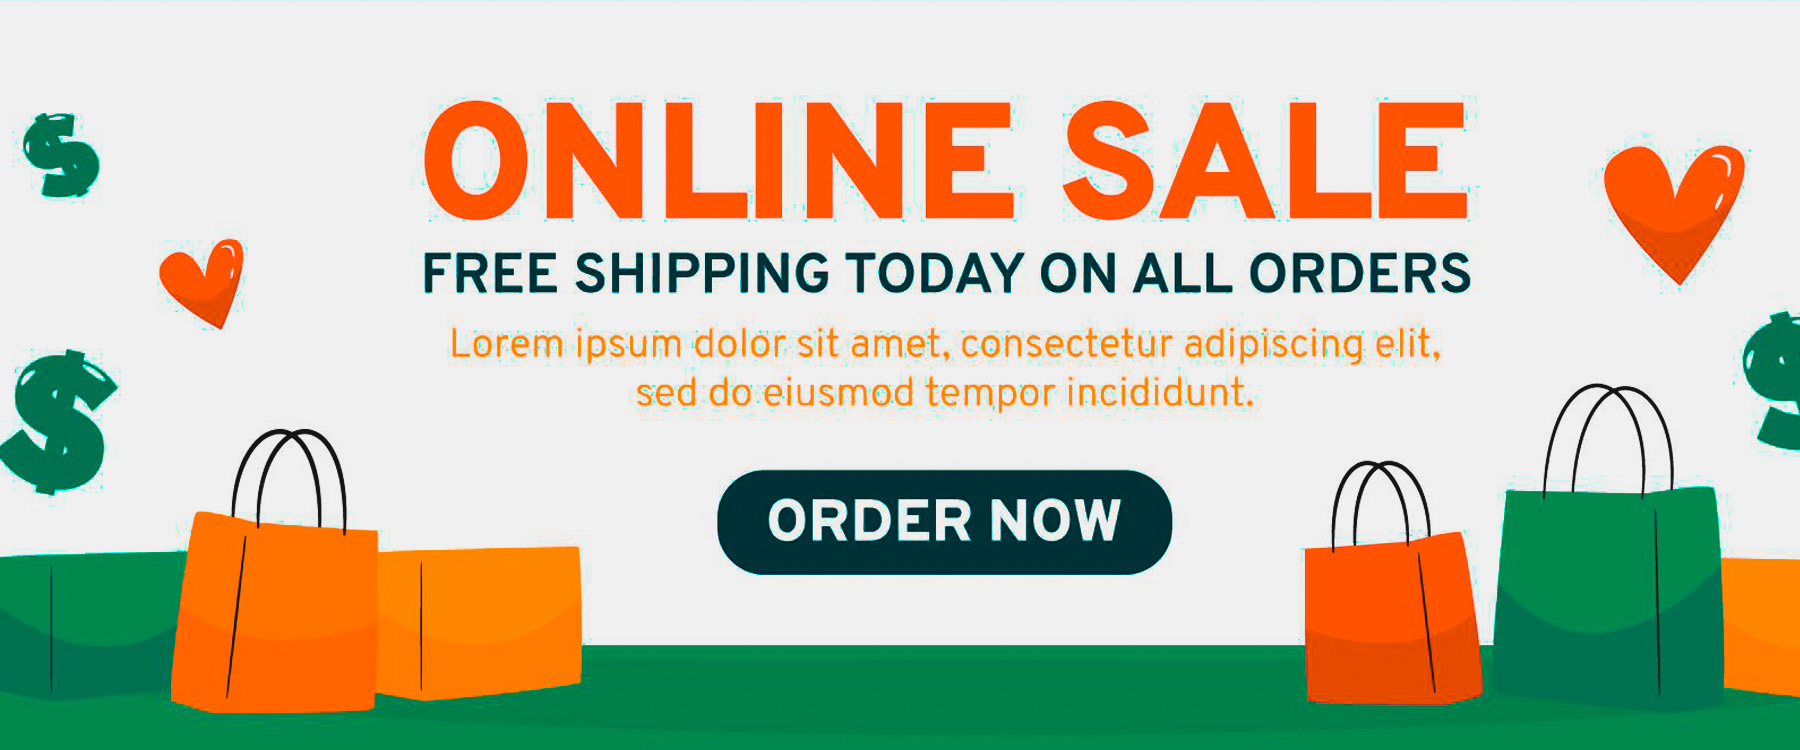 ONLINE SALE
FREE SHIPPING TODAY ON ALL ORDERS
Lorem ipsum dolor sit amet, consectetur adipiscing elit,
sed do eiusmod tempor incididunt.
ORDER NOW